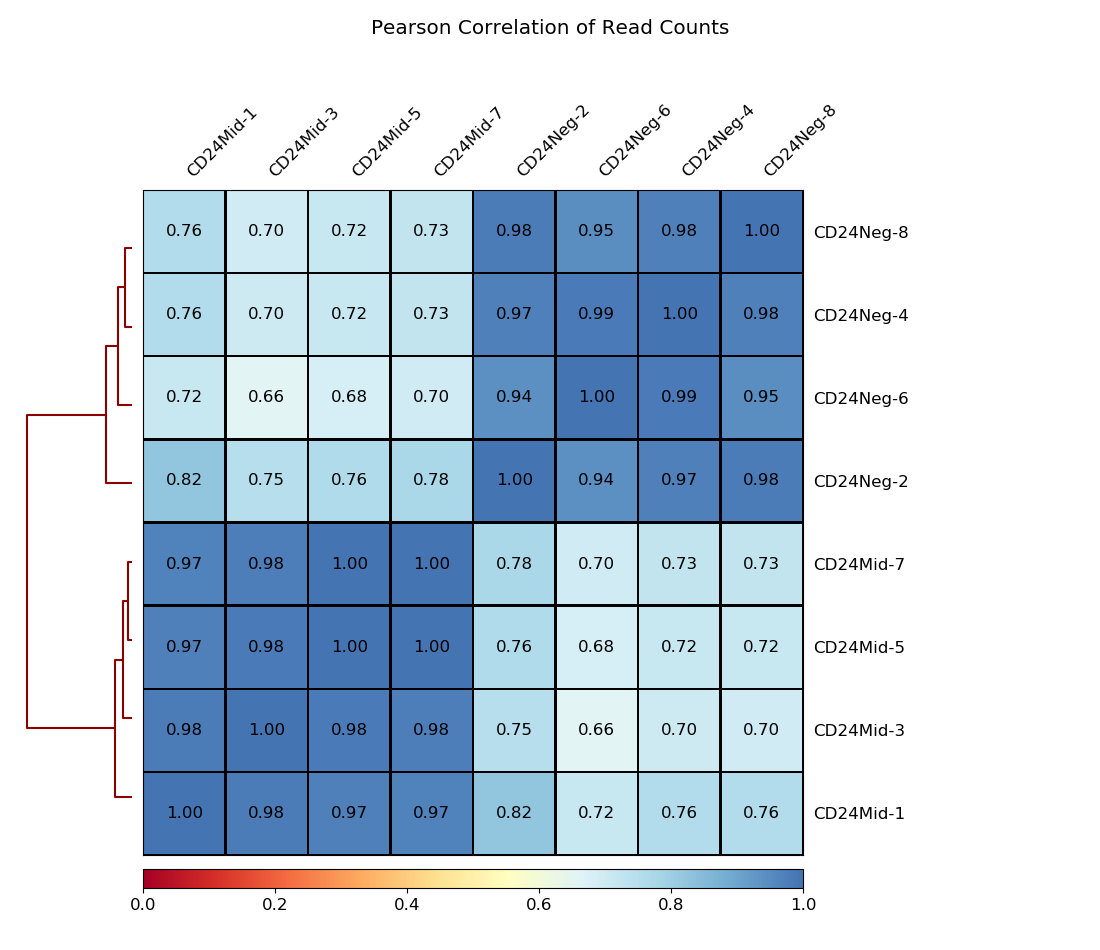 Pearson Correlation of Read Counts
CD24Mid-1 CD24Mid-3 CD24Mid-5 CD24Mid-7 CD24Neg-2 CD24Neg-6 CD24Neg-4 CD24Neg-8
0.76 0.70 0.72 0.73 0.98 0.95 0.98 1.00 CD24Neg-8
0.76 0.70 0.72 0.73 0.97 0.99 1.00 0.98 CD24Neg-4
0.72 0.66 0.68 0.70 0.94 1.00 0.99 0.95 CD24Neg-6
0.82 0.75 0.76 0.78 1.00 0.94 0.97 0.98 CD24Neg-2
0.97 0.98 1.00 1.00 0.78 0.70 0.73 0.73 CD24Mid-7
0.97 0.98 1.00 1.00 0.76 0.68 0.72 0.72 CD24Mid-5
0.98 1.00 0.98 0.98 0.75 0.66 0.70 0.70 CD24Mid-3
1.00 0.98 0.97 0.97 0.82 0.72 0.76 0.76 CD24Mid-1
0.0 0.2 0.4 0.6 0.8 1.0